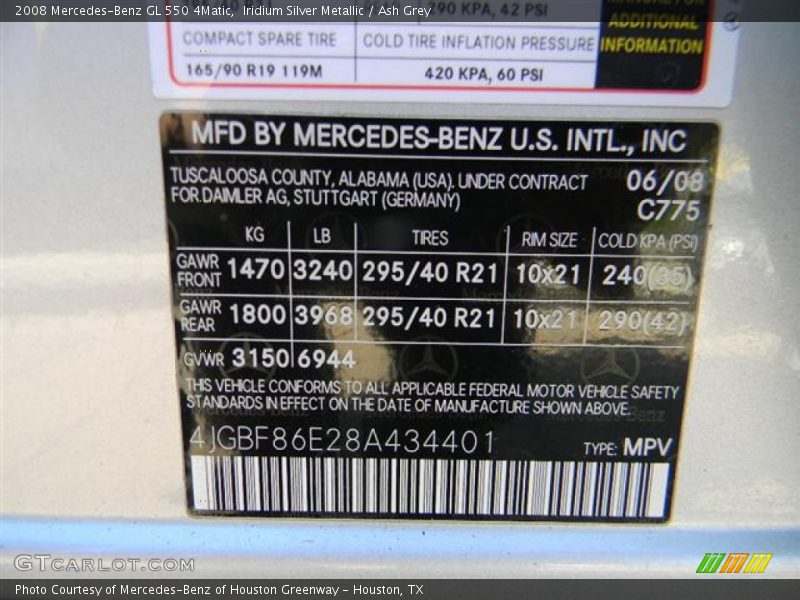 2008 Mercedes-Benz GL 550 4Matic,  Iridium Silver Metallic / Ash Grey
290 KPA, 42 PSI
COMPACT SPARE TIRE COLD TIRE INFLATION PRESSURE
165/90 R19 119M 420 KPA, 60 PSI
MANUAL FOR
ADDITIONAL
INFORMATION
MFD BY MERCEDES-BENZ U.S. INTL., INC
TUSCALOOSA COUNTY, ALABAMA (USA). UNDER CONTRACT 06/08
FOR.DAIMLER AG, STUTTGART (GERMANY) C775
KG LB TIRES RIM SIZE COLD KPA (PSI)
GAWR FRONT 1470 3240 295/40 R21 10x21 240(35)
GAWR REAR 1800 3968 295/40 R21 10x21 290(42)
GVWR 3150 6944
THIS VEHICLE CONFORMS TO ALL APPLICABLE FEDERAL MOTOR VEHICLE SAFETY
STANDARDS IN EFFECT ON THE DATE OF MANUFACTURE SHOWN ABOVE.
4JGBF86E28A434401 TYPE: MPV
GTCARLOT.COM
Photo Courtesy of Mercedes-Benz of Houston Greenway - Houston, TX